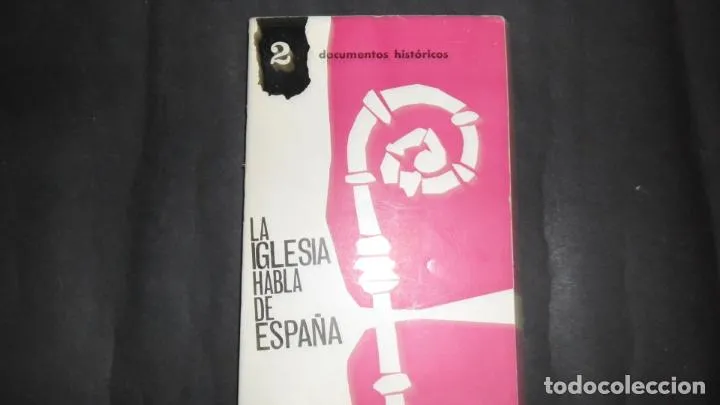 2 documentos históricos
LA
IGLESIA
HABLA
DE
ESPAÑA
todocoleccion